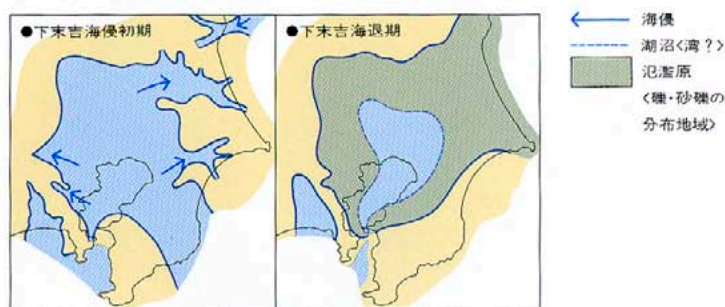 ●下末吉海侵初期
●下末吉海退期
海侵
湖沼<湾?>
氾濫原
<礫・砂礫の
分布地域>